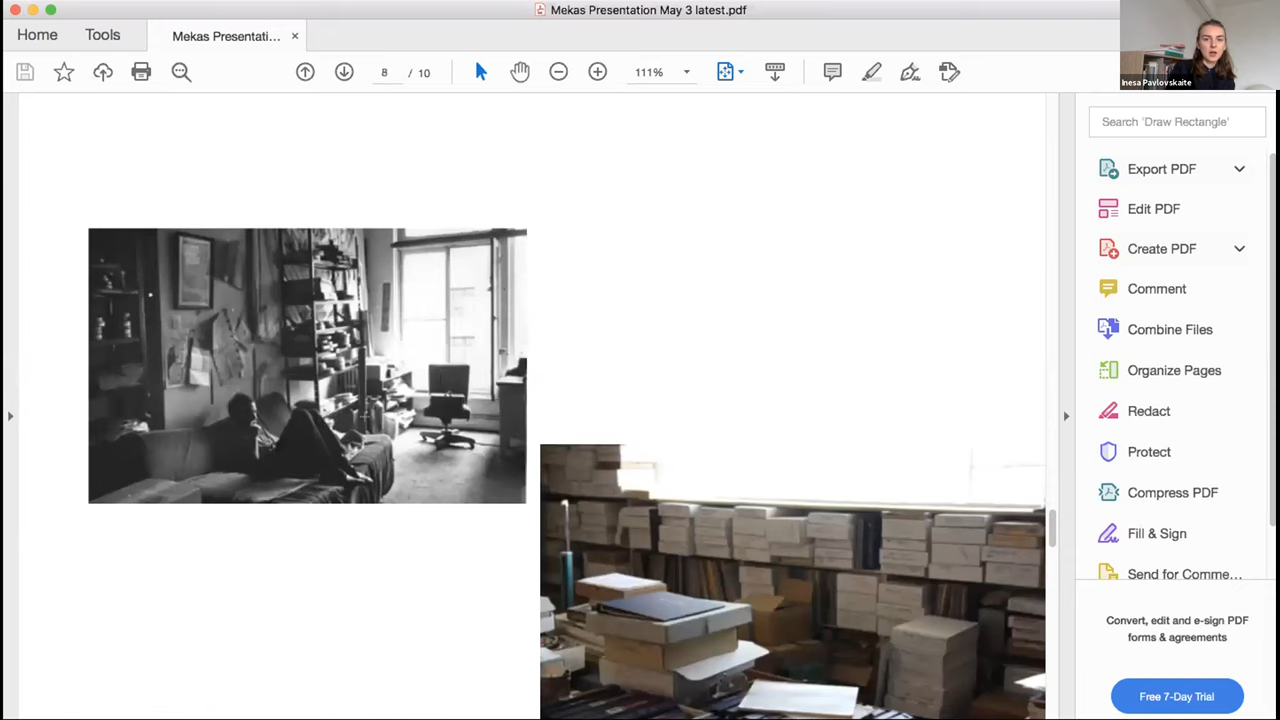 Mekas Presentation May 3 latest.pdf
Home
Tools
Mekas Presentati...
×
8 / 10
111%
Inesa Pavlovskaite
Search 'Draw Rectangle'
Export PDF
Edit PDF
Create PDF
Comment
Combine Files
Organize Pages
Redact
Protect
Compress PDF
Fill & Sign
Send for Comme...
Convert, edit and e-sign PDF
forms & agreements
Free 7-Day Trial